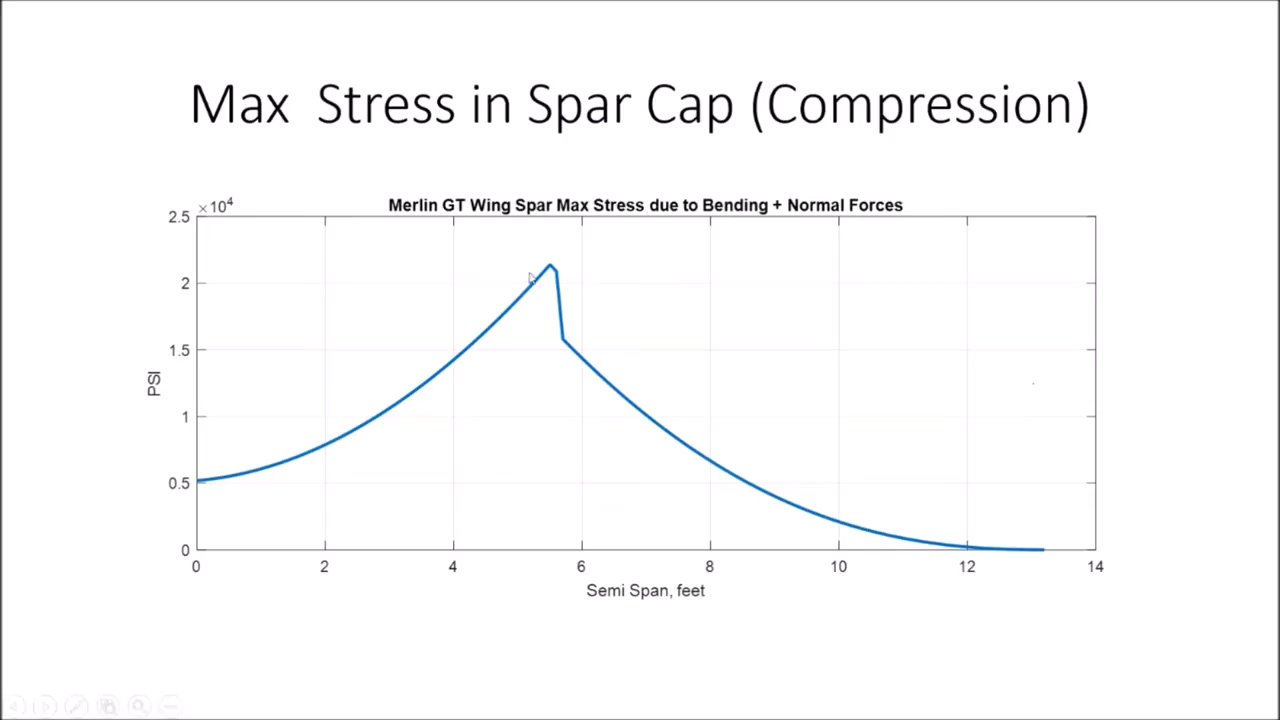 Max  Stress in Spar Cap (Compression)
×10⁴
Merlin GT Wing Spar Max Stress due to Bending + Normal Forces
2.5
2
1.5
1
0.5
0
PSI
0 2 4 6 8 10 12 14
Semi Span, feet